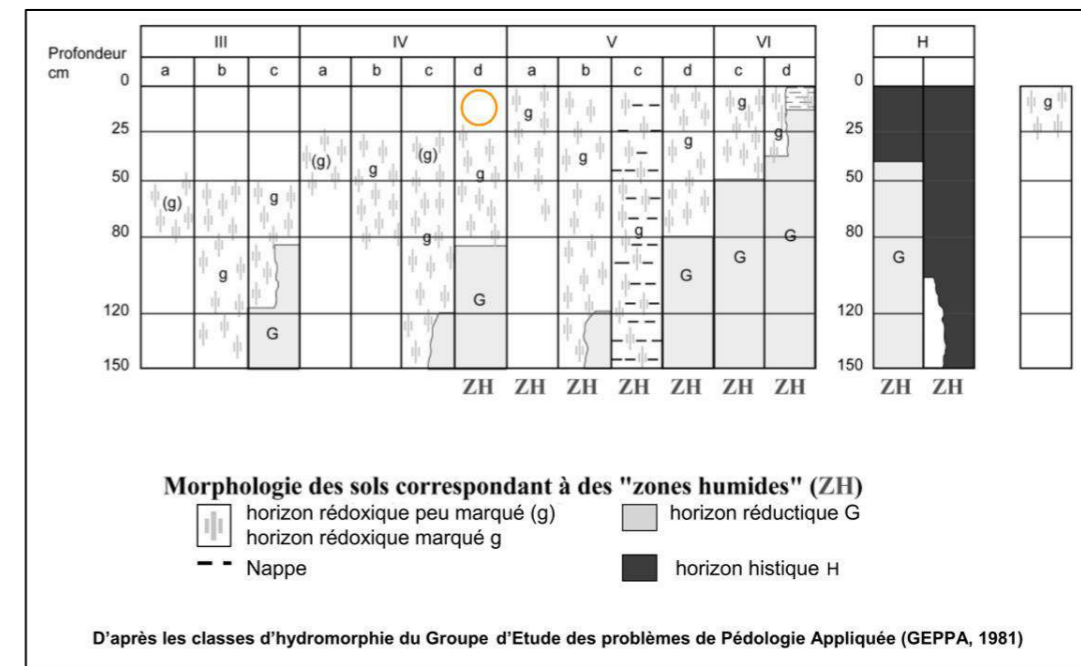 III IV V VI H
Profondeur
cm
a b c a b c d a b c d c d
0 0
g g g
25 25
(g) g (g) g g g g
50 50
(g) g g
80 80
g g g G G G G
120 120
G G
150 150
ZH ZH ZH ZH ZH ZH ZH ZH ZH
Morphologie des sols correspondant à des "zones humides" (ZH)
horizon rédoxique peu marqué (g) horizon réductique G
horizon rédoxique marqué g
Nappe horizon histique H
D'après les classes d'hydromorphie du Groupe d'Etude des problèmes de Pédologie Appliquée (GEPPA, 1981)